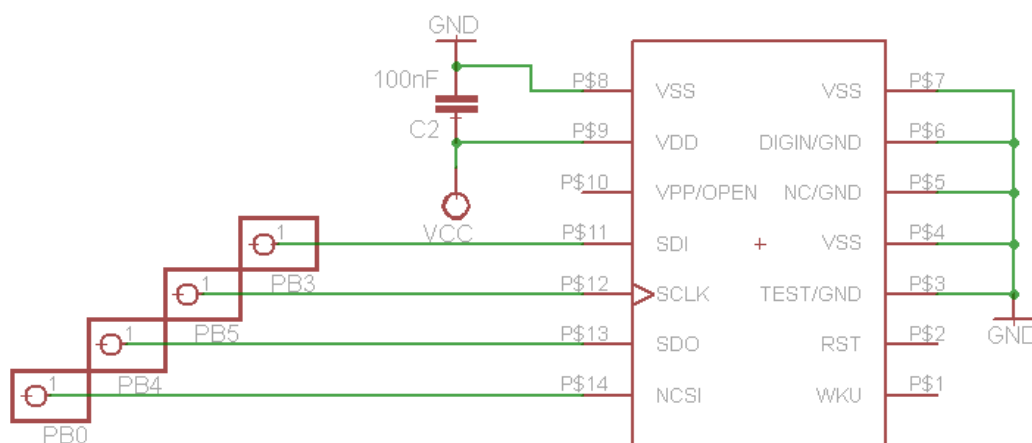 GND
100nF
C2
VCC
P$8 VSS VSS P$7
P$9 VDD DIGIN/GND P$6
P$10 VPP/OPEN NC/GND P$5
P$11 SDI VSS P$4
P$12 SCLK TEST/GND P$3
P$13 SDO RST P$2
P$14 NCSI WKU P$1
GND
1 PB3
1 PB5
1 PB4
1 PB0